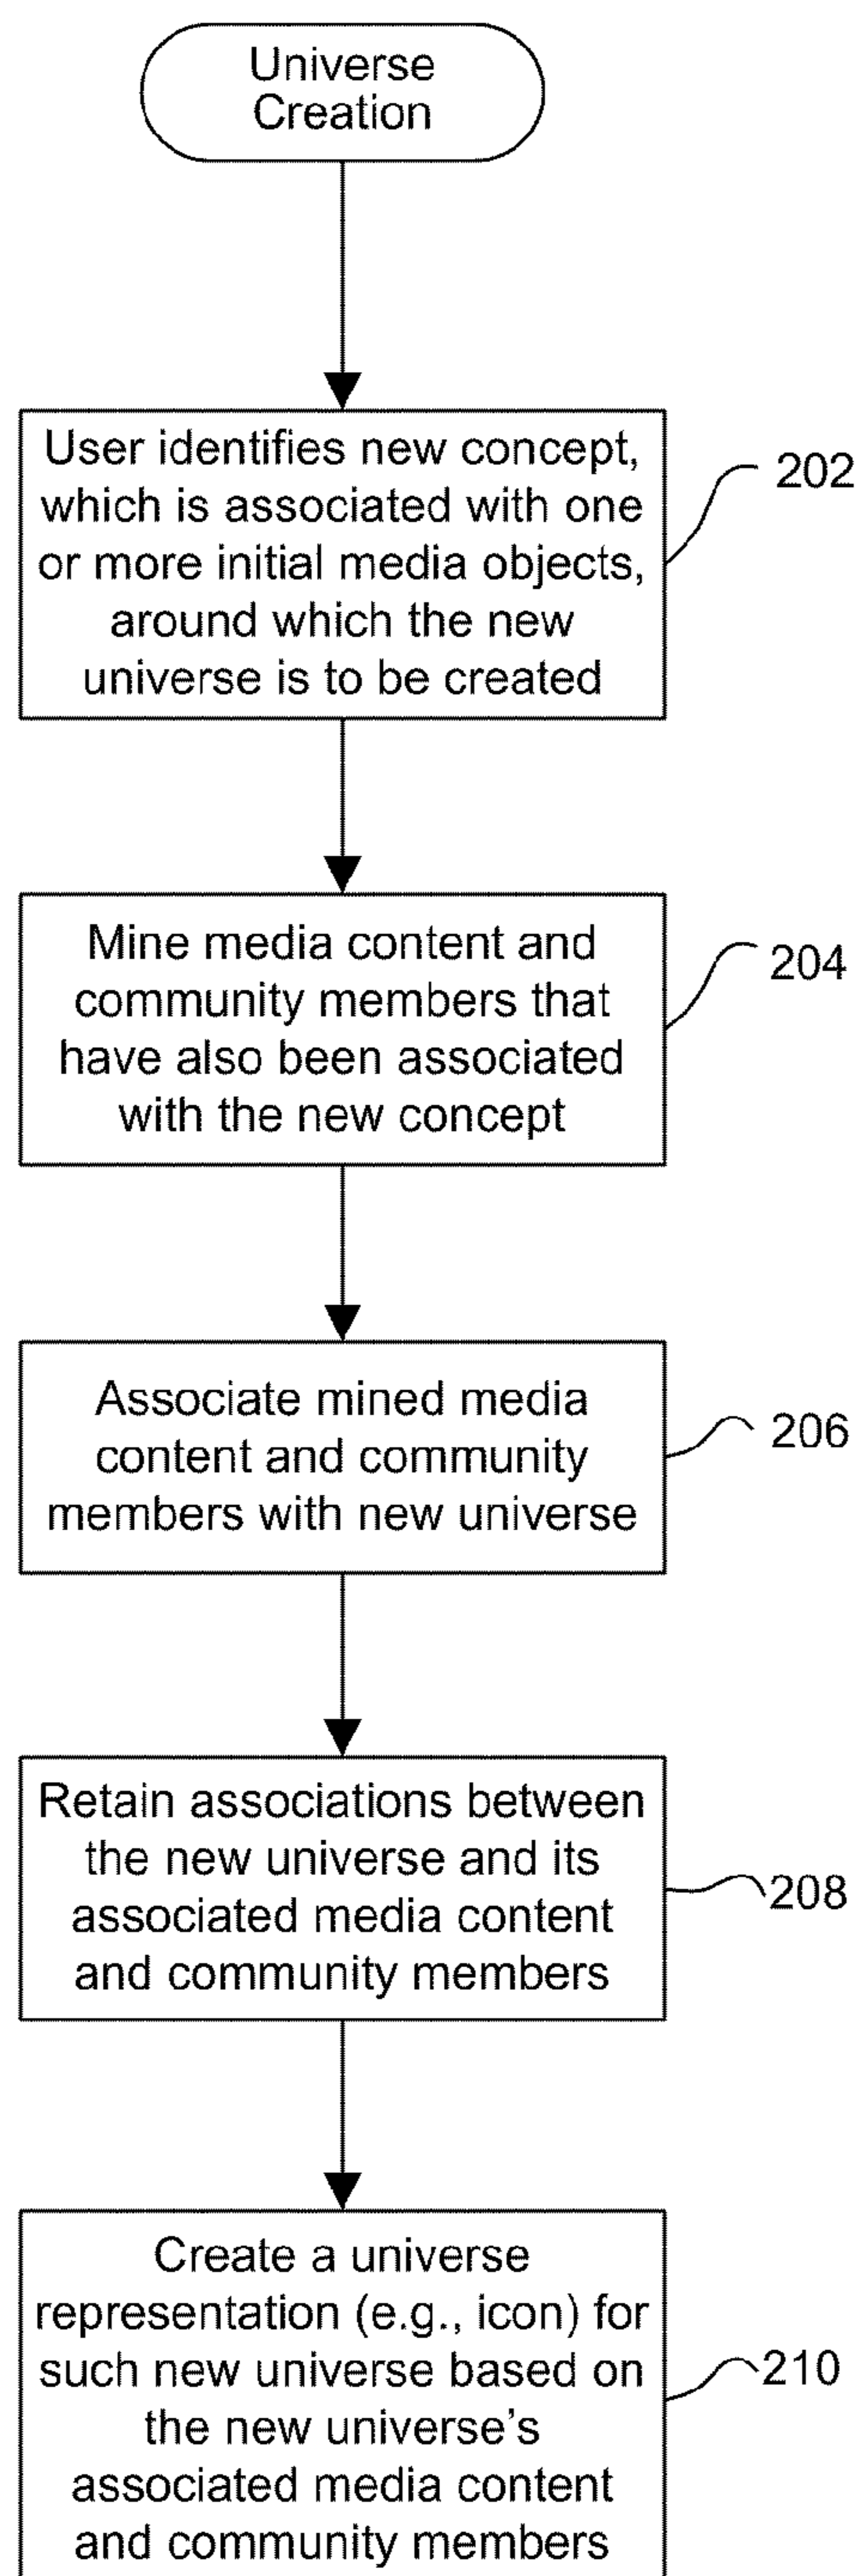 Universe
Creation
User identifies new concept,
which is associated with one
or more initial media objects,
around which the new
universe is to be created
202
Mine media content and
community members that
have also been associated
with the new concept
204
Associate mined media
content and community
members with new universe
206
Retain associations between
the new universe and its
associated media content
and community members
208
Create a universe
representation (e.g., icon) for
such new universe based on
the new universe’s
associated media content
and community members
210